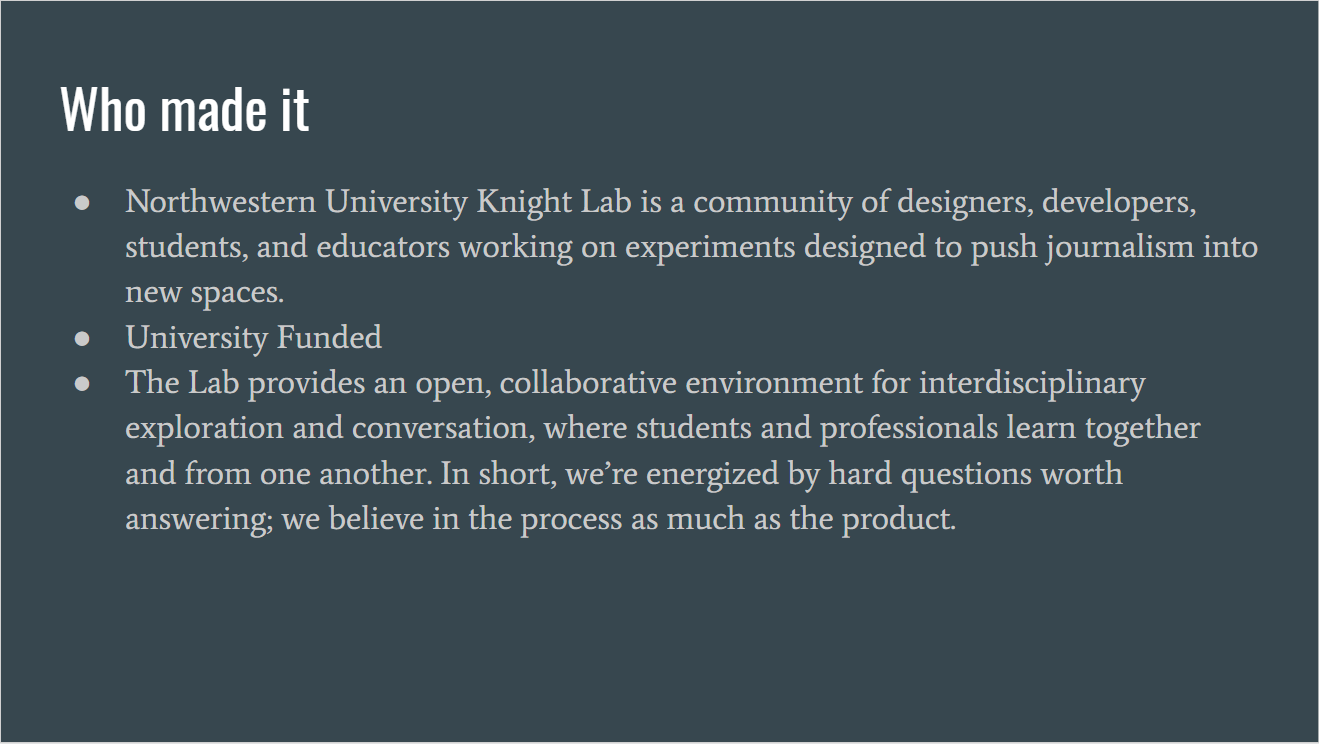 Who made it
● Northwestern University Knight Lab is a community of designers, developers,
students, and educators working on experiments designed to push journalism into
new spaces.
● University Funded
● The Lab provides an open, collaborative environment for interdisciplinary
exploration and conversation, where students and professionals learn together
and from one another. In short, we’re energized by hard questions worth
answering; we believe in the process as much as the product.